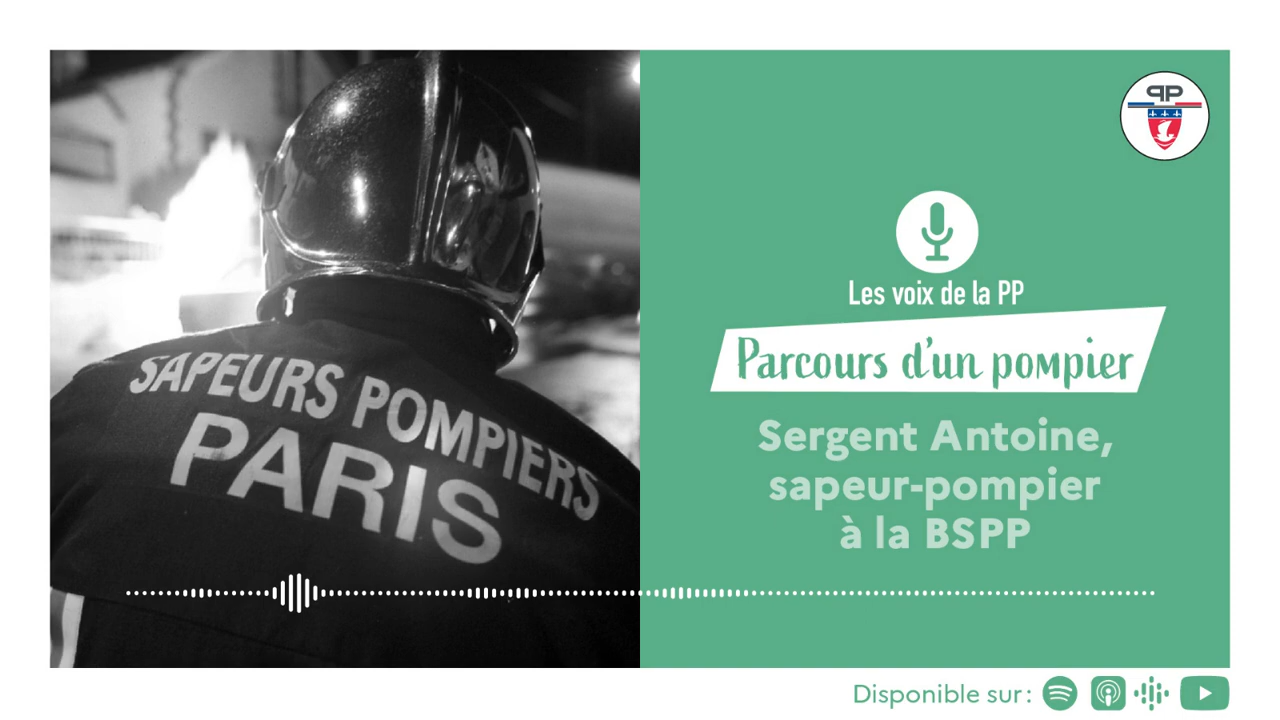 SAPEURS POMPIERS
PARIS
PP
Les voix de la PP
Parcours d'un pompier
Sergent Antoine,
sapeur-pompier
à la BSPP
Disponible sur :